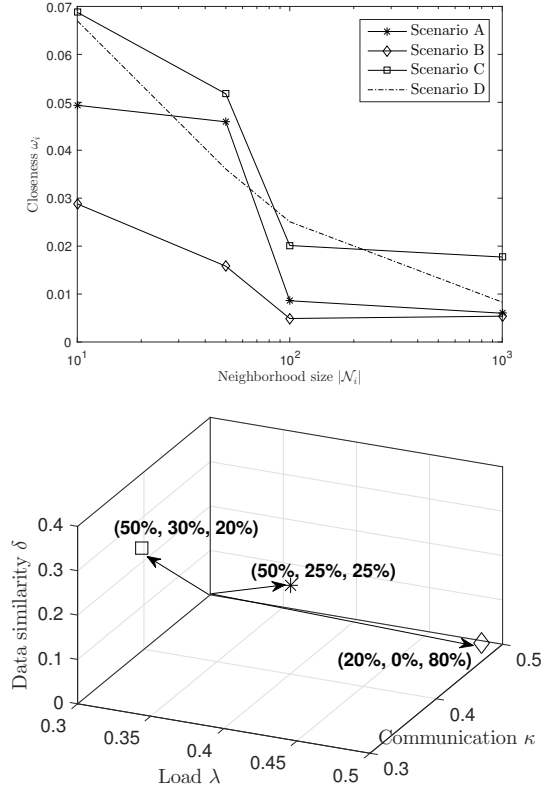 0.07
0.06
0.05
0.04
0.03
0.02
0.01
0
Closeness ω_i
10^1
10^2
10^3
Neighborhood size |𝒩_i|
Scenario A
Scenario B
Scenario C
Scenario D
0.4
0.3
0.2
0.1
0
Data similarity δ
(50%, 30%, 20%)
(50%, 25%, 25%)
(20%, 0%, 80%)
0.3
0.35
0.4
0.45
0.5
Load λ
0.3
0.4
0.5
Communication κ